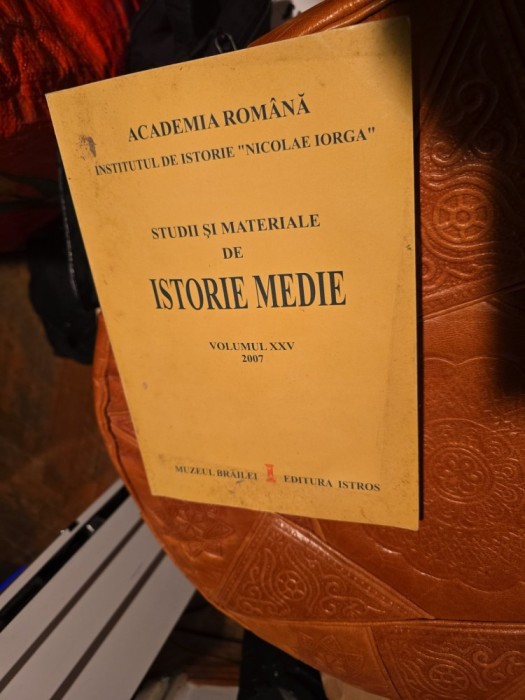 ACADEMIA ROMÂNĂ
INSTITUTUL DE ISTORIE "NICOLAE IORGA"
STUDII ŞI MATERIALE
DE
ISTORIE MEDIE
VOLUMUL XXV
2007
MUZEUL BRĂILEI EDITURA ISTROS